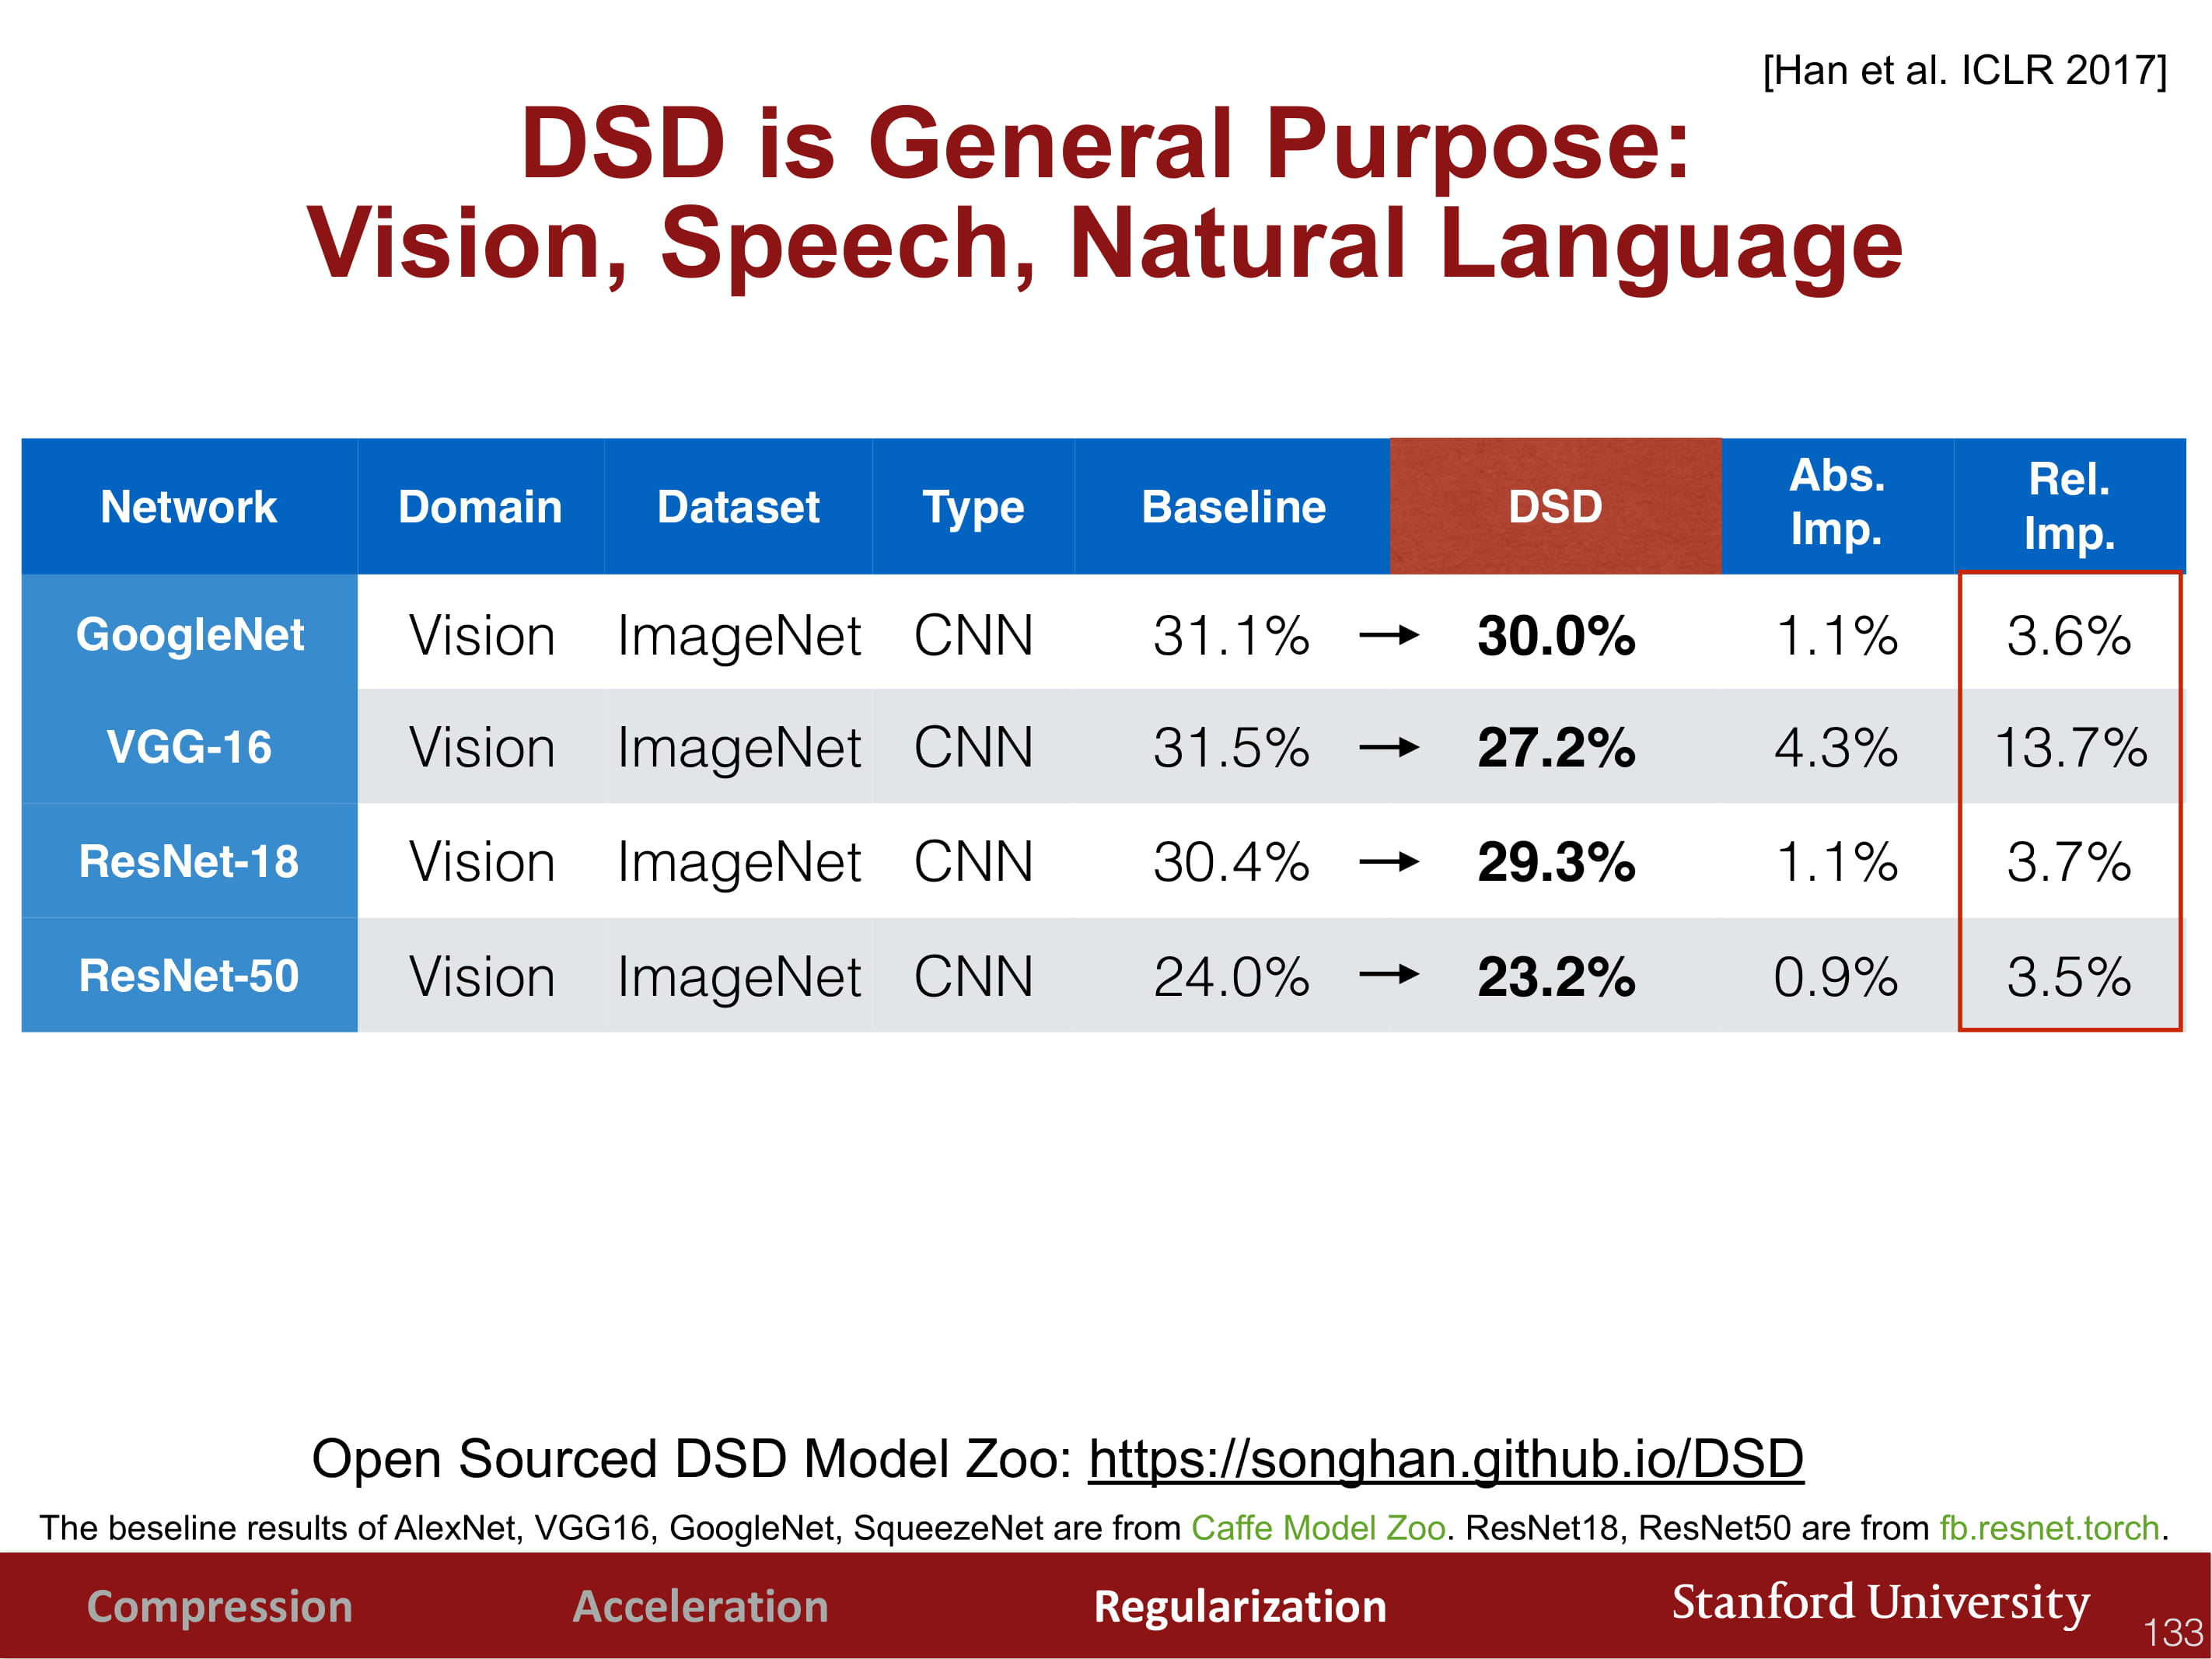 [Han et al. ICLR 2017]
DSD is General Purpose:
Vision, Speech, Natural Language
Network Domain Dataset Type Baseline DSD Abs. Imp. Rel. Imp.
GoogleNet Vision ImageNet CNN 31.1% → 30.0% 1.1% 3.6%
VGG-16 Vision ImageNet CNN 31.5% → 27.2% 4.3% 13.7%
ResNet-18 Vision ImageNet CNN 30.4% → 29.3% 1.1% 3.7%
ResNet-50 Vision ImageNet CNN 24.0% → 23.2% 0.9% 3.5%
Open Sourced DSD Model Zoo: https://songhan.github.io/DSD
The beseline results of AlexNet, VGG16, GoogleNet, SqueezeNet are from Caffe Model Zoo. ResNet18, ResNet50 are from fb.resnet.torch.
Compression Acceleration Regularization Stanford University 133